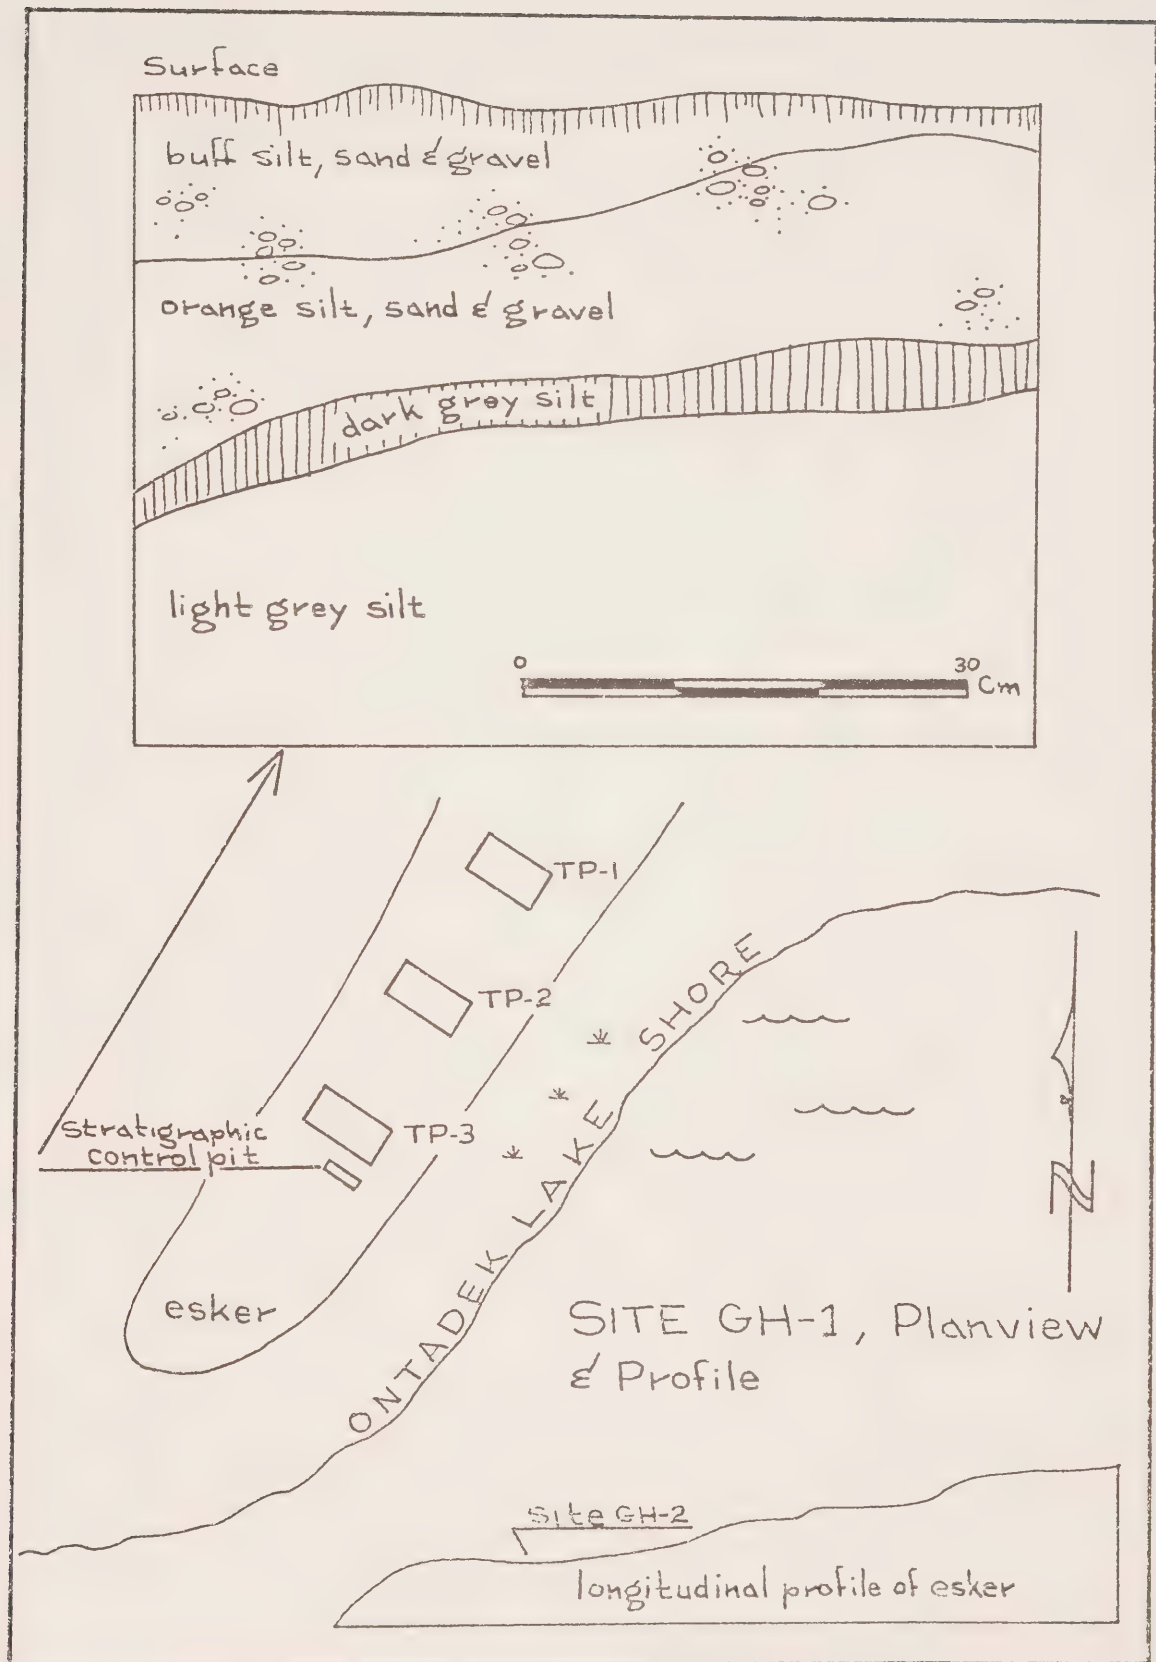 Surface
buff silt, sand & gravel
orange silt, sand & gravel
dark grey silt
light grey silt
0 30
Cm
TP-1
TP-2
TP-3
stratigraphic
control pit
esker
ONTADEK LAKE SHORE
N
SITE GH-1, Planview
& Profile
Site GH-2
longitudinal profile of esker